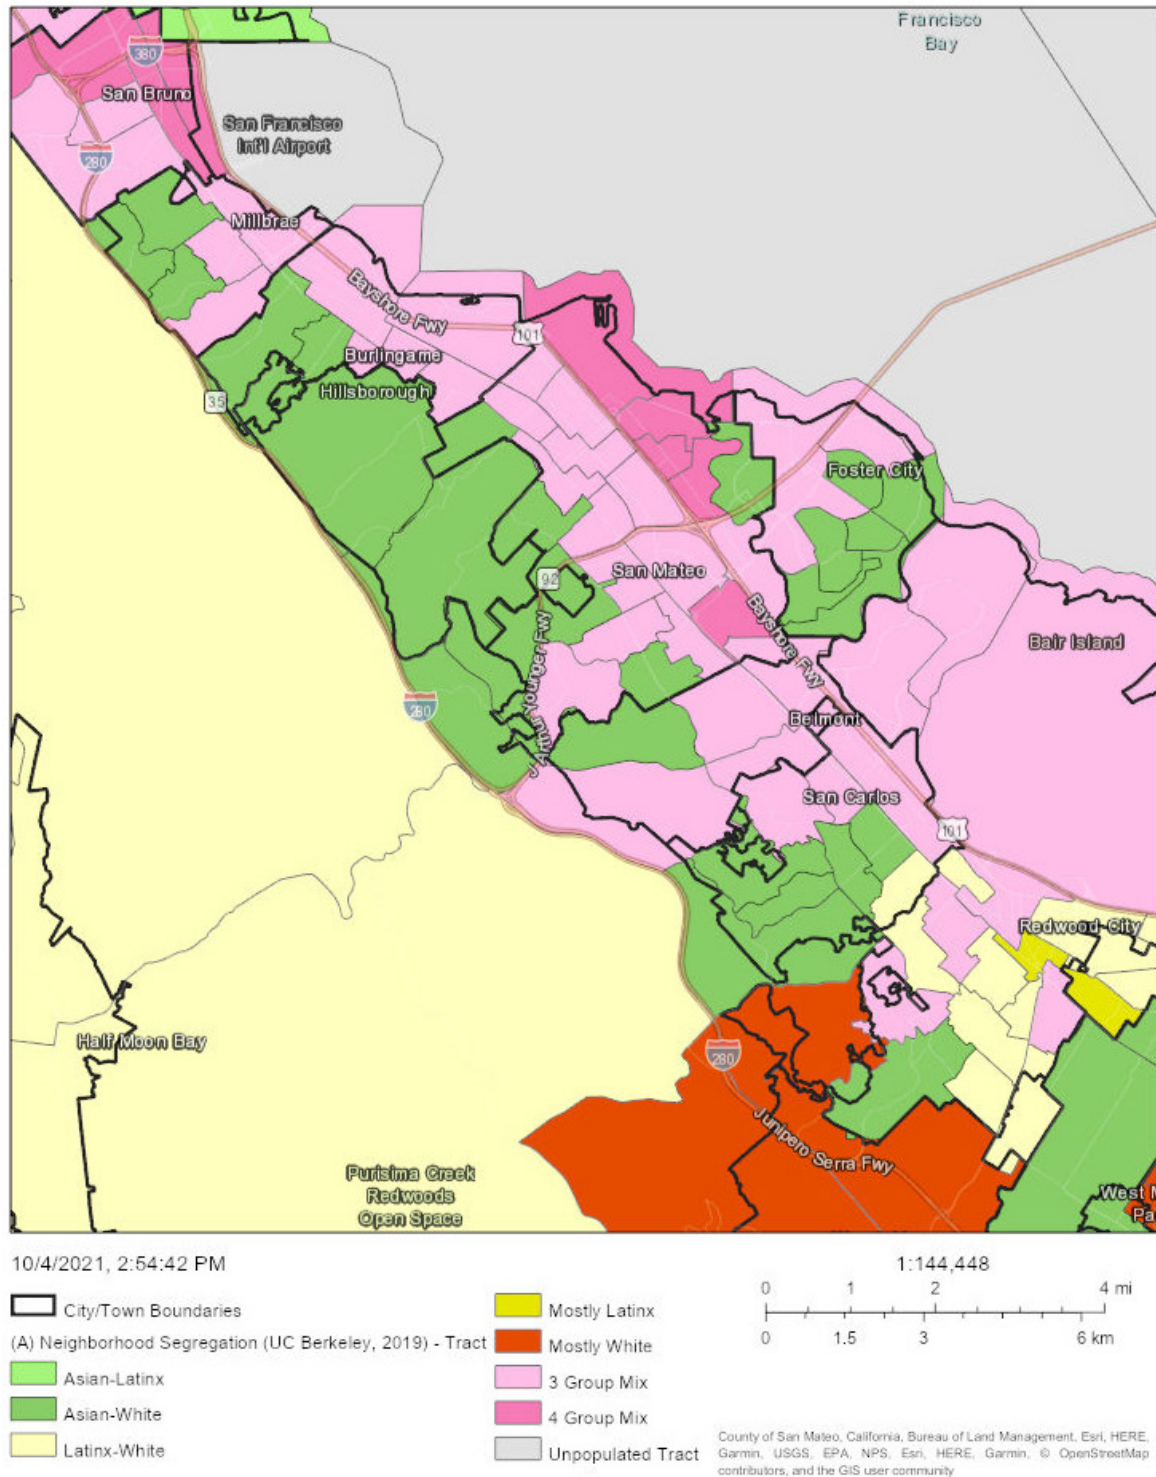 Francisco
Bay
380
San Bruno
San Francisco
Int'l Airport
280
Millbrae
Bayshore Fwy
101
Burlingame
Hillsborough
35
Foster City
92
San Mateo
Bayshore Fwy
Bair Island
J Arthur Younger Fwy
280
Belmont
San Carlos
101
Redwood City
Half Moon Bay
280
Junipero Serra Fwy
Purisima Creek
Redwoods
Open Space
West M
Pa
10/4/2021, 2:54:42 PM
1:144,448
0 1 2 4 mi
0 1.5 3 6 km
City/Town Boundaries
(A) Neighborhood Segregation (UC Berkeley, 2019) - Tract
Asian-Latinx
Asian-White
Latinx-White
Mostly Latinx
Mostly White
3 Group Mix
4 Group Mix
Unpopulated Tract
County of San Mateo, California, Bureau of Land Management, Esri, HERE,
Garmin, USGS, EPA, NPS, Esri, HERE, Garmin, © OpenStreetMap
contributors, and the GIS user community